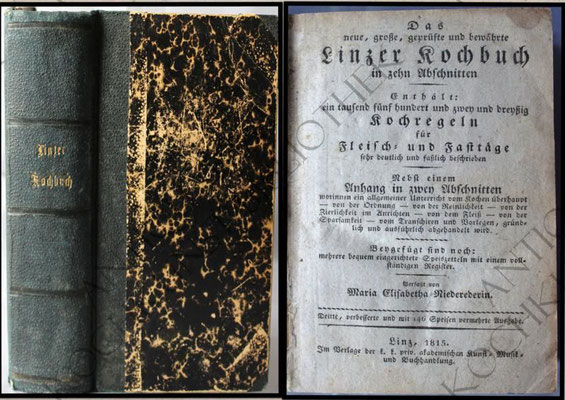 Linzer
Kochbuch
Das
neue, große, geprüfte und bewährte
Linzer Kochbuch
in zehn Abschnitten
Enthält:
ein tausend fünf hundert und zwey und dreyßig
Kochregeln
für
Fleisch- und Fasttäge
sehr deutlich und faßlich beschrieben
Nebst einem
Anhang in zwey Abschnitten
worinnen ein allgemeiner Unterricht vom Kochen überhaupt
— von der Ordnung — von der Reinlichkeit — von der
Zierlichkeit im Anrichten — von dem Fleiß — von der
Sparsamkeit — vom Transchiren und Vorlegen, gründ-
lich und ausführlich abgehandelt wird.
Beygefügt sind noch:
mehrere bequem eingerichtete Speiszetteln mit einem voll-
ständigen Register.
Verfaßt von
Maria Elisabetha Niederederin.
Dritte, verbesserte und mit 146 Speisen vermehrte Ausgabe.
Linz, 1815.
Im Verlage der k. k. priv. akademischen Kunst- Musik-
und Buchhandlung.